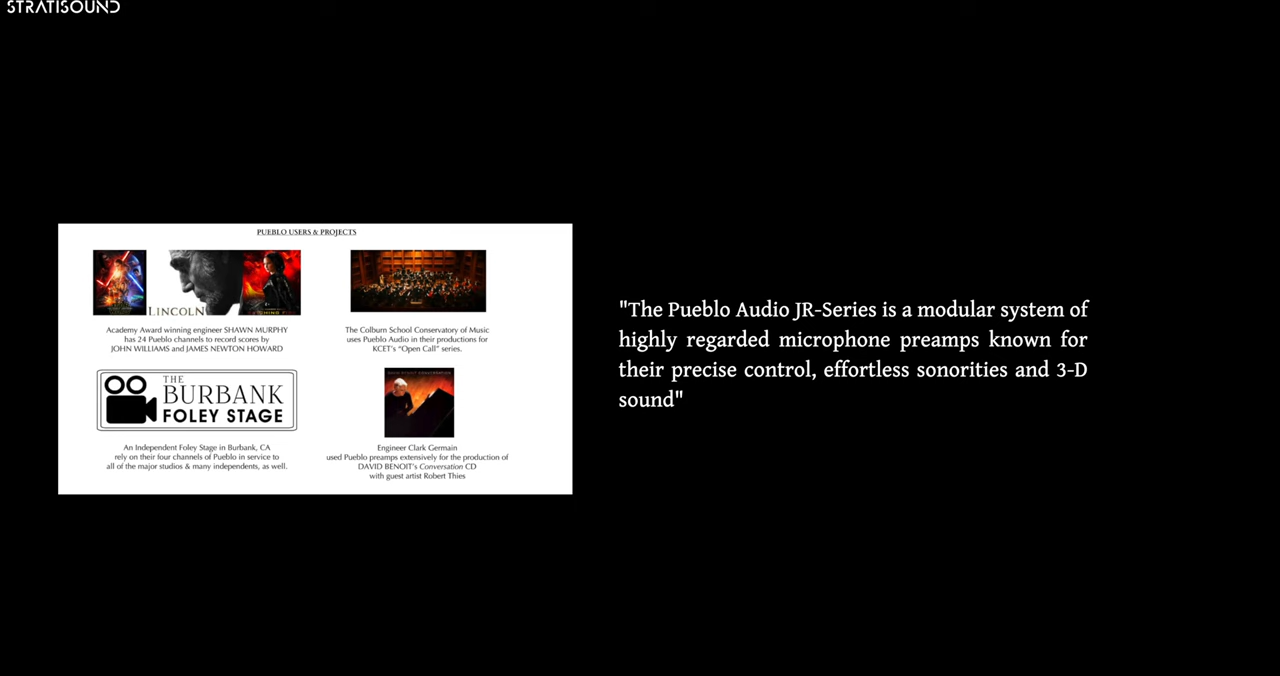 STRATISOUND
PUEBLO USERS & PROJECTS
LINCOLN
Academy Award winning engineer SHAWN MURPHY
has 24 Pueblo channels to record scores by
JOHN WILLIAMS and JAMES NEWTON HOWARD
The Colburn School Conservatory of Music
uses Pueblo Audio in their productions for
KCET's "Open Call" series.
THE
BURBANK
FOLEY STAGE
An Independent Foley Stage in Burbank, CA
rely on their four channels of Pueblo in service to
all of the major studios & many independents, as well.
Engineer Clark Germain
used Pueblo preamps extensively for the production of
DAVID BENOIT's Conversation CD
with guest artist Robert Thies
"The Pueblo Audio JR-Series is a modular system of
highly regarded microphone preamps known for
their precise control, effortless sonorities and 3-D
sound"